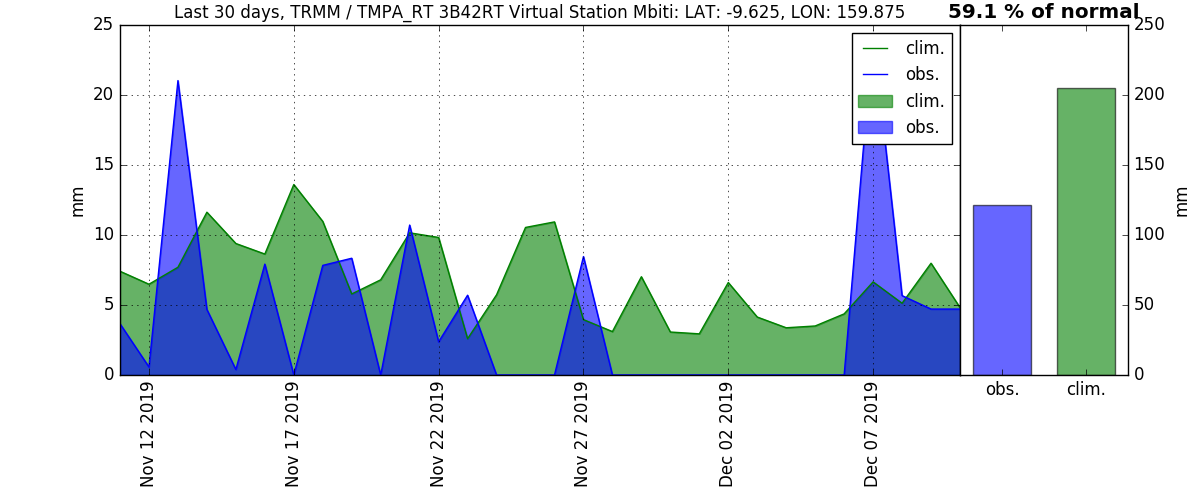 Last 30 days, TRMM / TMPA_RT 3B42RT Virtual Station Mbiti: LAT: -9.625, LON: 159.875
59.1 % of normal
25
20
15
10
5
0
mm
clim.
obs.
clim.
obs.
250
200
150
100
50
0
mm
Nov 12 2019
Nov 17 2019
Nov 22 2019
Nov 27 2019
Dec 02 2019
Dec 07 2019
obs.
clim.